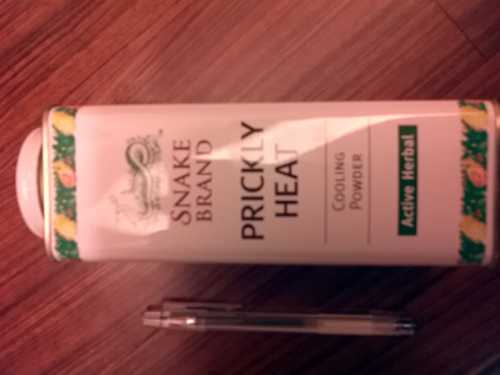 SNAKE
BRAND
PRICKLY
HEAT
COOLING
POWDER
Active Herbal